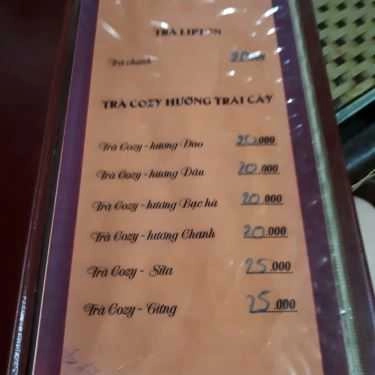 TRÀ LIPTON
Trà chanh
TRÀ COZY HƯƠNG TRÁI CÂY
Trà Cozy - hương Đào 20.000
Trà Cozy - hương Dâu 20.000
Trà Cozy - hương Bạc hà 20.000
Trà Cozy - hương Chanh 20.000
Trà Cozy - Sữa 25.000
Trà Cozy - Gừng 25.000